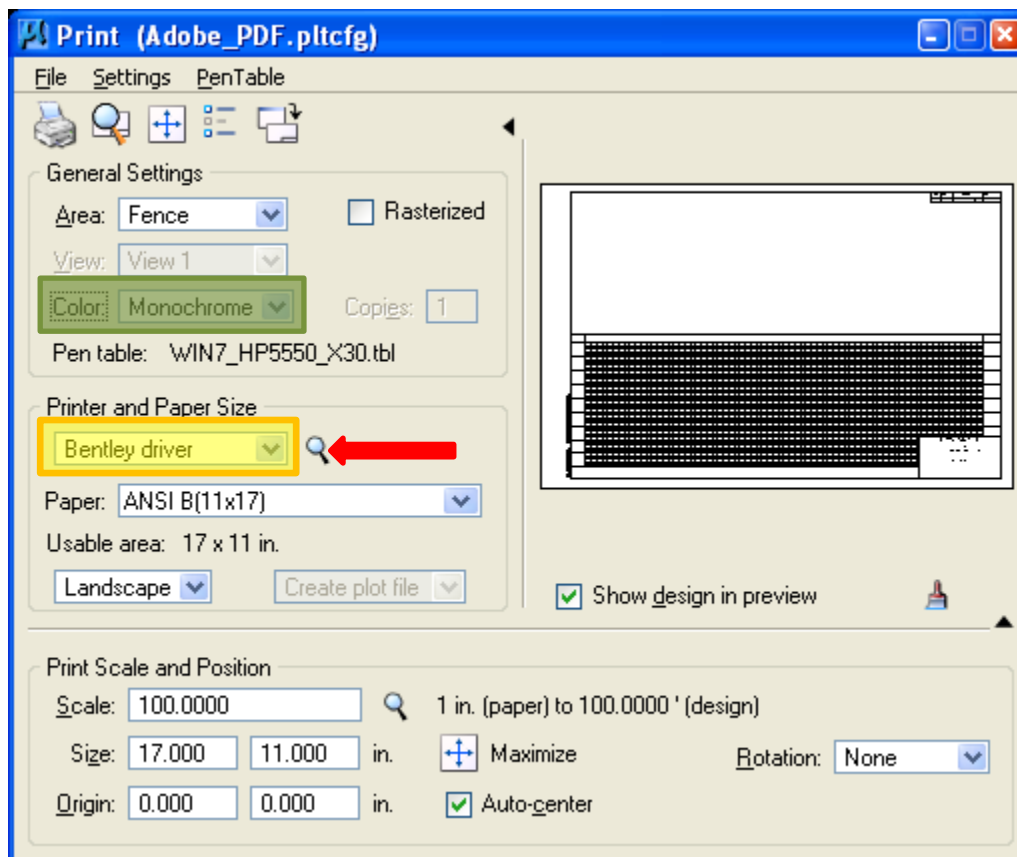 Print (Adobe_PDF.pltcfg)
File Settings PenTable
General Settings
Area: Fence Rasterized
View: View 1
Color: Monochrome Copies: 1
Pen table: WIN7_HP5550_X30.tbl
Printer and Paper Size
Bentley driver
Paper: ANSI B(11x17)
Usable area: 17 x 11 in.
Landscape Create plot file
Show design in preview
Print Scale and Position
Scale: 100.0000 1 in. (paper) to 100.0000 ' (design)
Size: 17.000 11.000 in. Maximize Rotation: None
Origin: 0.000 0.000 in. Auto-center